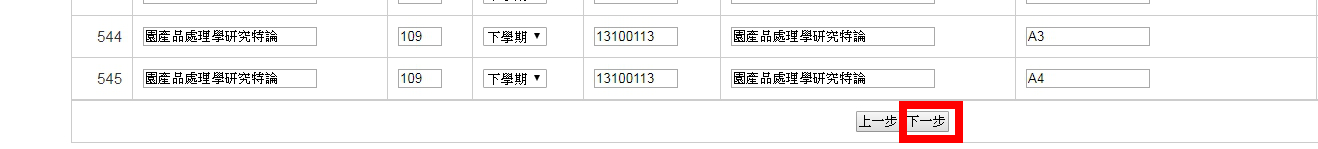 544 園產品處理學研究特論 109 下學期 13100113 園產品處理學研究特論 A3
545 園產品處理學研究特論 109 下學期 13100113 園產品處理學研究特論 A4
上一步 下一步